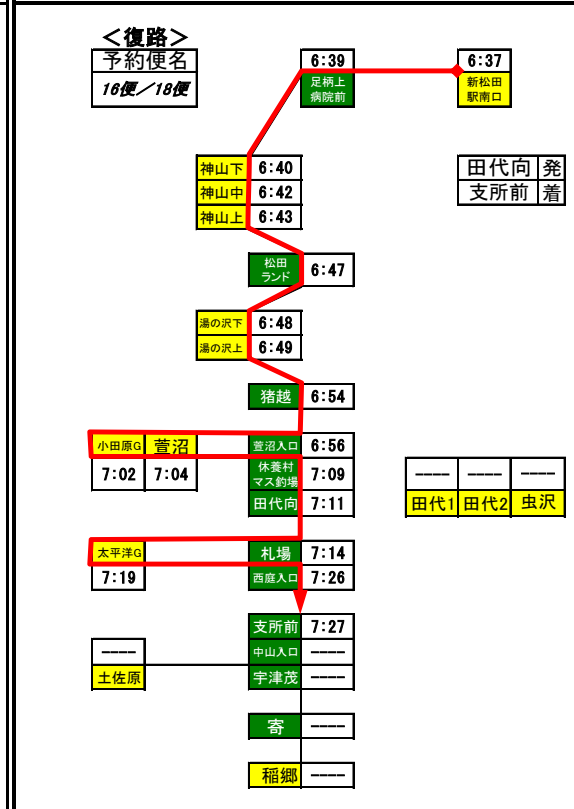 ＜復路＞
予約便名
16便／18便
6:39
足柄上
病院前
6:37
新松田
駅南口
神山下 6:40
神山中 6:42
神山上 6:43
田代向 発
支所前 着
松田
ランド
6:47
湯の沢下 6:48
湯の沢上 6:49
猪越 6:54
小田原G 萱沼 萱沼入口 6:56
7:02 7:04
休養村
マス釣場
7:09
田代向 7:11
---- ---- ----
田代1 田代2 虫沢
太平洋G 札場 7:14
7:19 西庭入口 7:26
支所前 7:27
---- 中山入口 ----
土佐原 宇津茂 ----
寄 ----
稲郷 ----